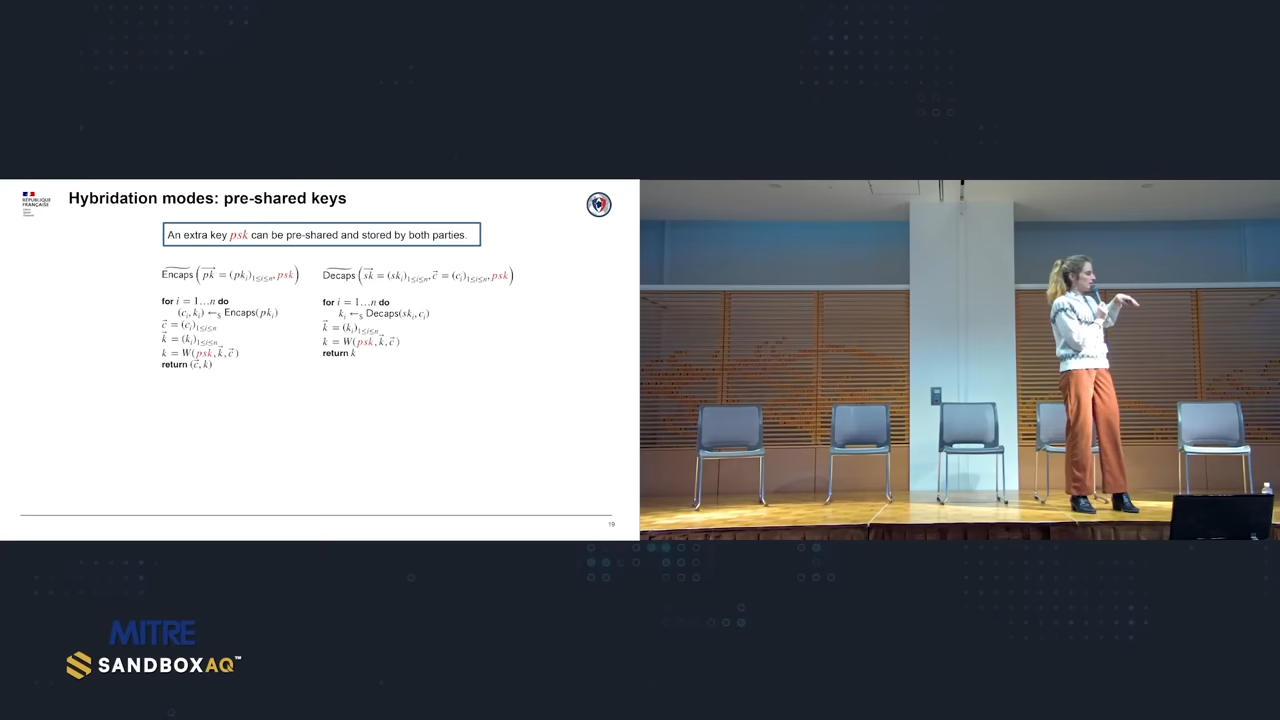 RÉPUBLIQUE
FRANÇAISE
Hybridation modes: pre-shared keys
An extra key psk can be pre-shared and stored by both parties.
Encaps (pk⃗ = (pk_i)_{1≤i≤n}, psk)
for i = 1…n do
(c_i, k_i) ←_$ Encaps(pk_i)
c⃗ = (c_i)_{1≤i≤n}
k⃗ = (k_i)_{1≤i≤n}
k = W(psk, k⃗, c⃗)
return (c⃗, k)
Decaps (sk⃗ = (sk_i)_{1≤i≤n}, c⃗ = (c_i)_{1≤i≤n}, psk)
for i = 1…n do
k_i ←_$ Decaps(sk_i, c_i)
k⃗ = (k_i)_{1≤i≤n}
k = W(psk, k⃗, c⃗)
return k
19
MITRE
SANDBOXAQ™